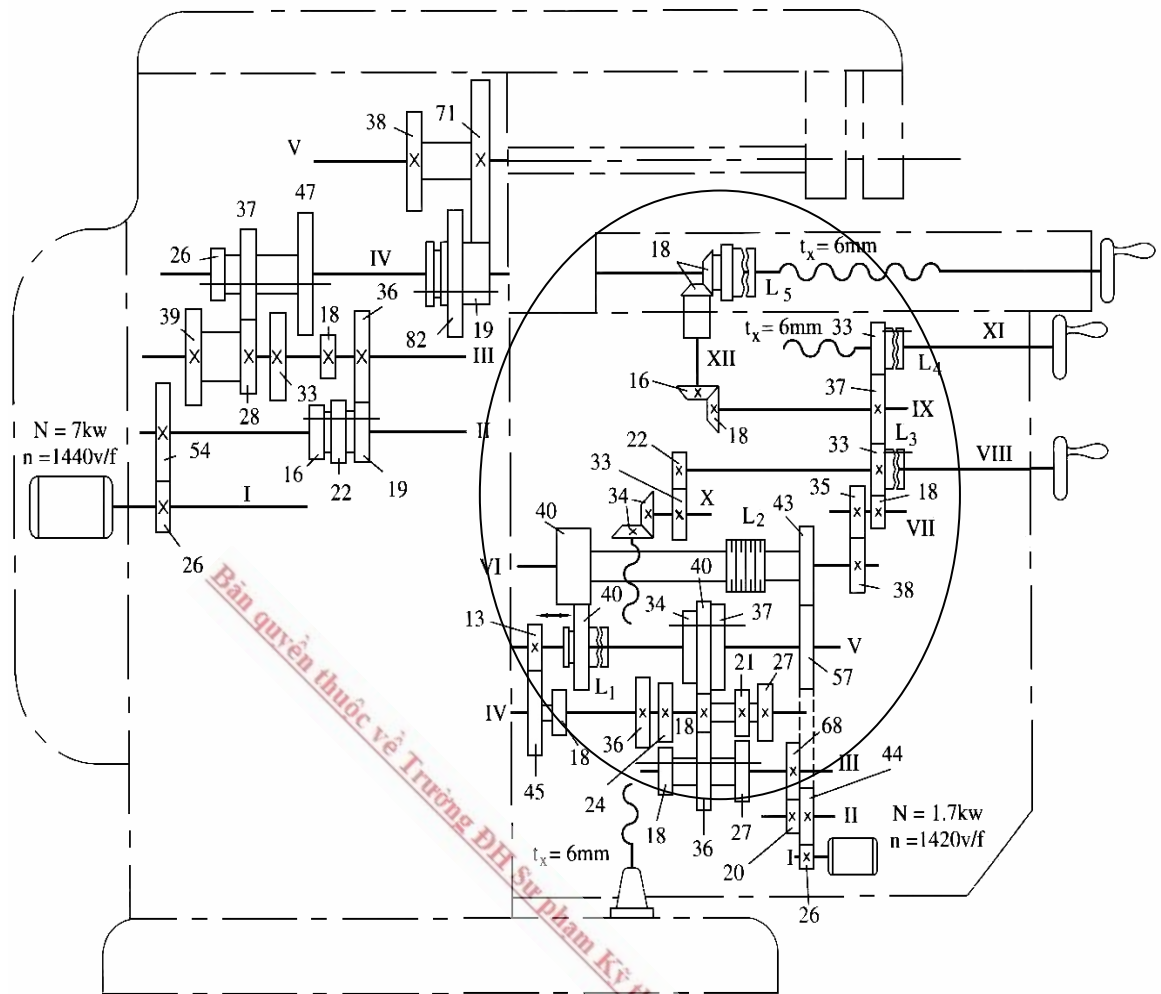 71
38
V
47
37
26
IV
18
t_x = 6mm
L5
36
39
18
19
82
33
t_x = 6mm
XI
III
XII
L4
33
28
16
37
IX
II
18
L3
N = 7kw
54
22
33
VIII
n = 1440v/f
16
22
19
33
35
I
34
X
18
40
L2
43
VII
26
VI
40
40
38
13
34
37
V
21
27
57
L1
IV
18
36
18
68
III
44
45
24
N = 1.7kw
18
27
II
n = 1420v/f
36
t_x = 6mm
20
I
26
Bản quyền thuộc về Trường ĐH Sư phạm Kỹ